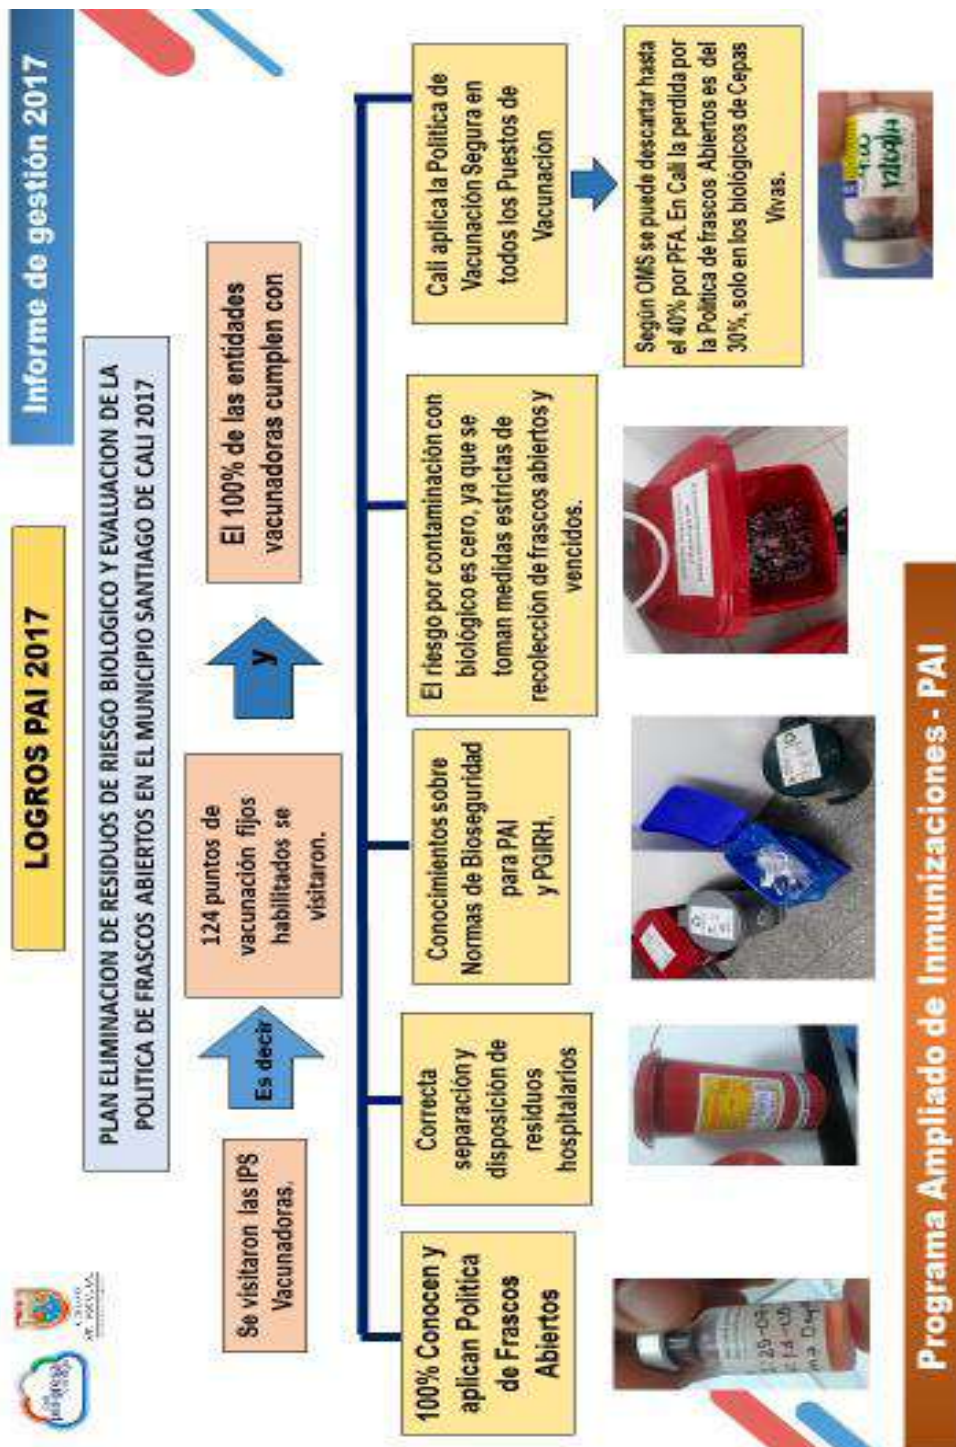 LOGROS PAI 2017
Informe de gestión 2017
PLAN ELIMINACION DE RESIDUOS DE RIESGO BIOLOGICO Y EVALUACION DE LA
POLITICA DE FRASCOS ABIERTOS EN EL MUNICIPIO SANTIAGO DE CALI 2017
Se visitaron las IPS
Vacunadoras.
Es decir
124 puntos de
vacunación fijos
habilitados se
visitaron.
y
El 100% de las entidades
vacunadoras cumplen con
100% Conocen y
aplican Politica
de Frascos
Abiertos
Correcta
separación y
disposición de
residuos
hospitalarios
Conocimientos sobre
Normas de Bioseguridad
para PAI
y PGIRH.
El riesgo por contaminación con
biológico es cero, ya que se
toman medidas estrictas de
recolección de frascos abiertos y
vencidos.
Cali aplica la Politica de
Vacunación Segura en
todos los Puestos de
Vacunación
Según OMS se puede descartar hasta
el 40% por PFA. En Cali la perdida por
la Politica de frascos Abiertos es del
30%, solo en los biológicos de Cepas
Vivas.
Programa Ampliado de Inmunizaciones - PAI